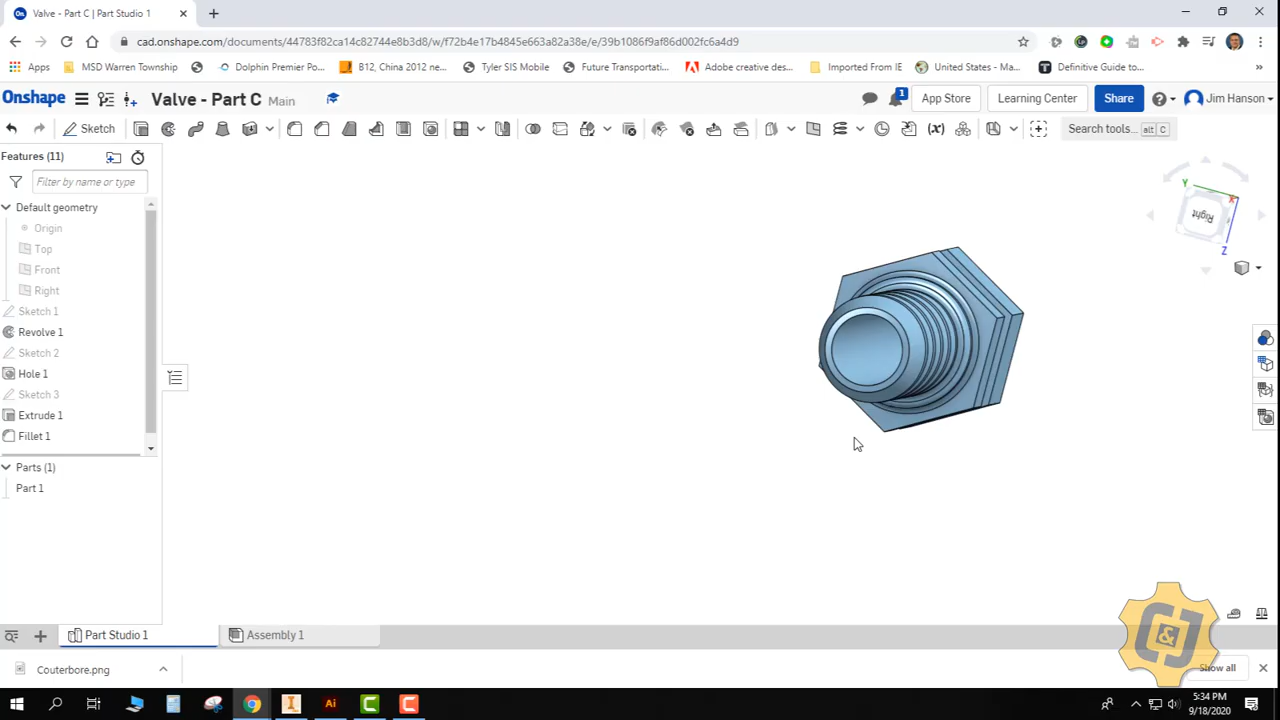 Valve - Part C | Part Studio 1
cad.onshape.com/documents/44783f82ca14c82744e8b3d8/w/f72b4e17b4845e663a82a38e/e/39b1086f9af86d002fc6a4d9
Apps MSD Warren Township Dolphin Premier Po... B12, China 2012 ne... Tyler SIS Mobile Future Transportati... Adobe creative des... Imported From IE United States - Ma... Definitive Guide to... »
Onshape Valve - Part C Main 1 App Store Learning Center Share Jim Hanson
Sketch (x) Search tools... alt C
Features (11)
Filter by name or type
Default geometry
Origin
Top
Front
Right
Sketch 1
Revolve 1
Sketch 2
Hole 1
Sketch 3
Extrude 1
Fillet 1
Parts (1)
Part 1
Y X
Right
Z
Part Studio 1 Assembly 1
Couterbore.png Show all
Ai 5:34 PM
9/18/2020